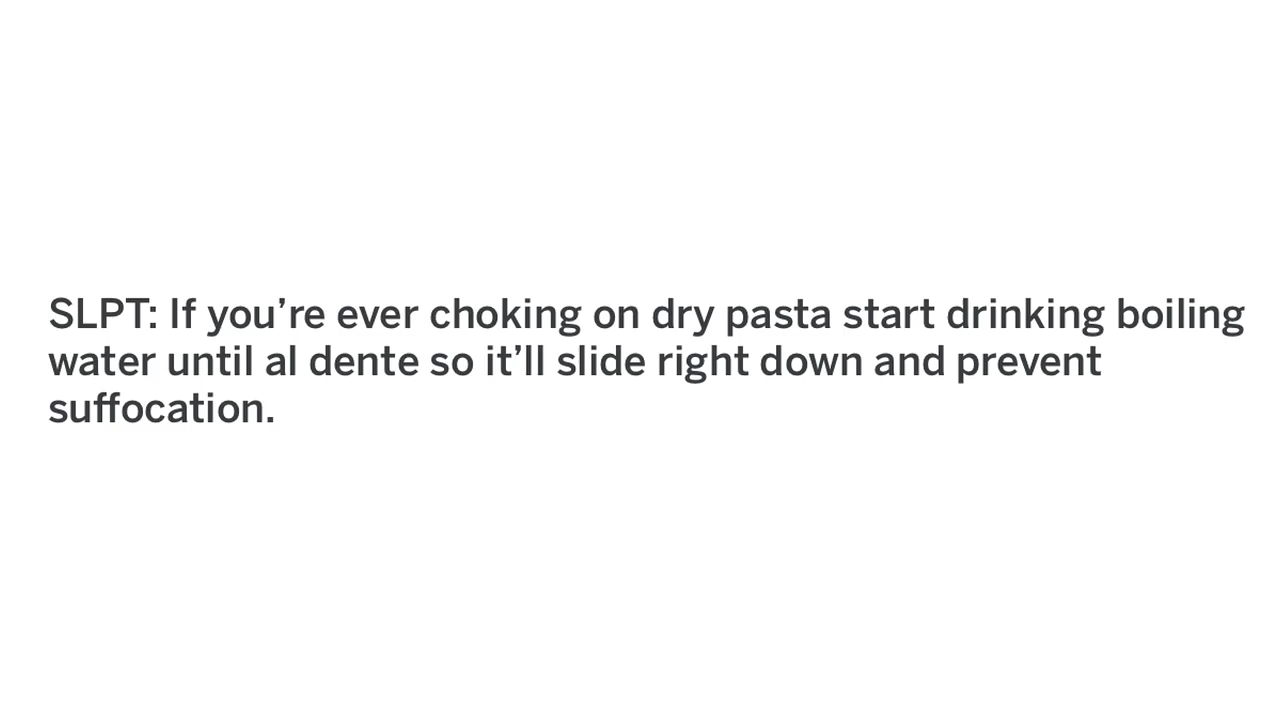 SLPT: If you’re ever choking on dry pasta start drinking boiling
water until al dente so it’ll slide right down and prevent
suffocation.